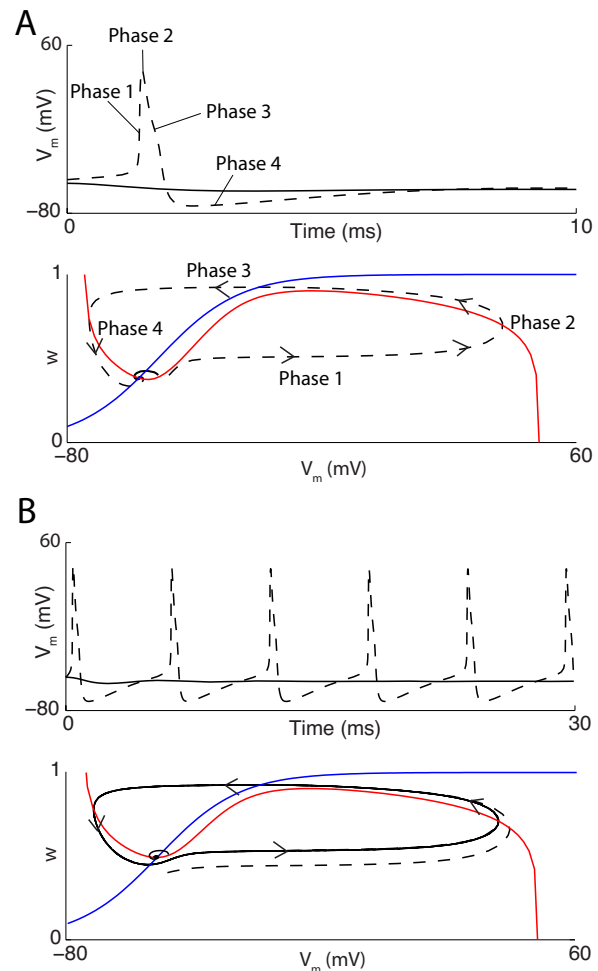 A
Phase 2
60
Phase 1
Phase 3
V_m (mV)
Phase 4
−80
0
10
Time (ms)
1
Phase 3
Phase 4
Phase 2
w
Phase 1
1
−80
60
V_m (mV)
B
60
V_m (mV)
−80
0
30
Time (ms)
1
w
0
−80
60
V_m (mV)